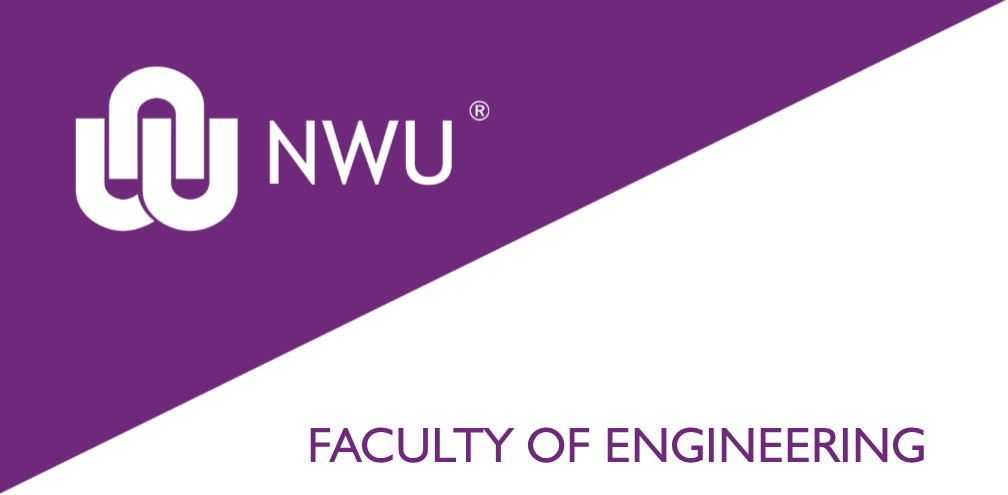 NWU ®
FACULTY OF ENGINEERING